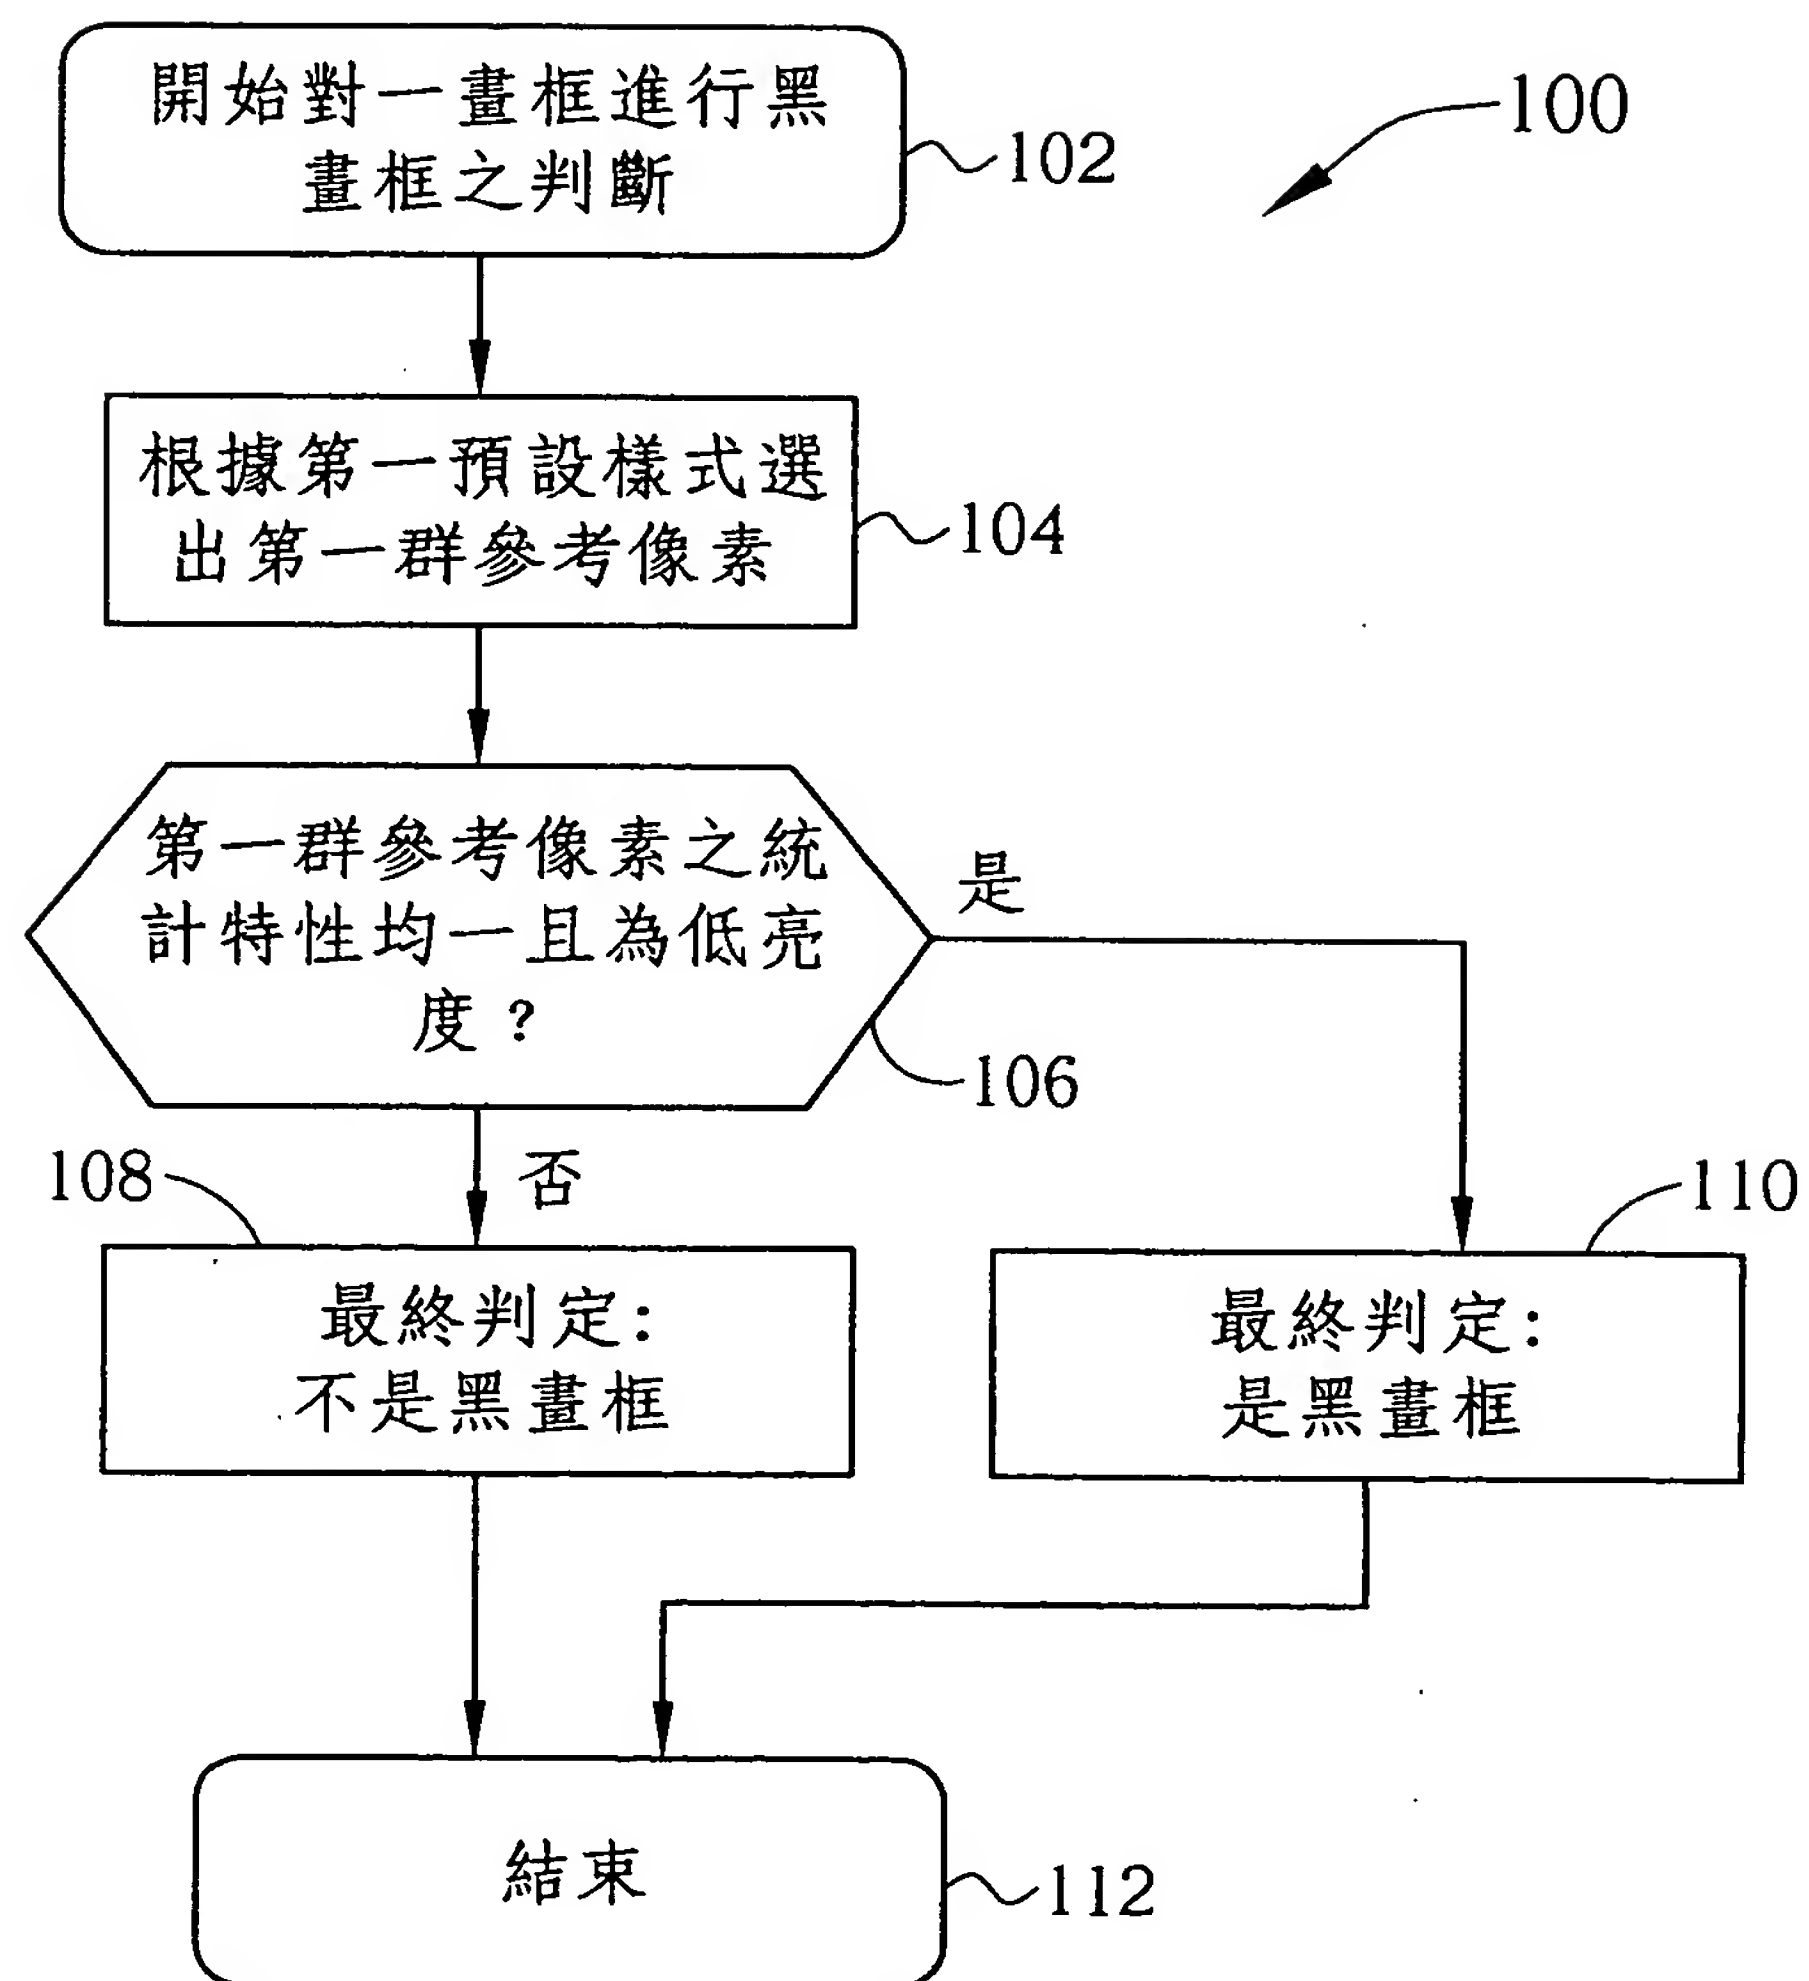 開始對一畫框進行黑
畫框之判斷
102
100
根據第一預設樣式選
出第一群參考像素
104
第一群參考像素之統
計特性均一且為低亮
度?
是
106
108
否
110
最終判定:
不是黑畫框
最終判定:
是黑畫框
結束
112